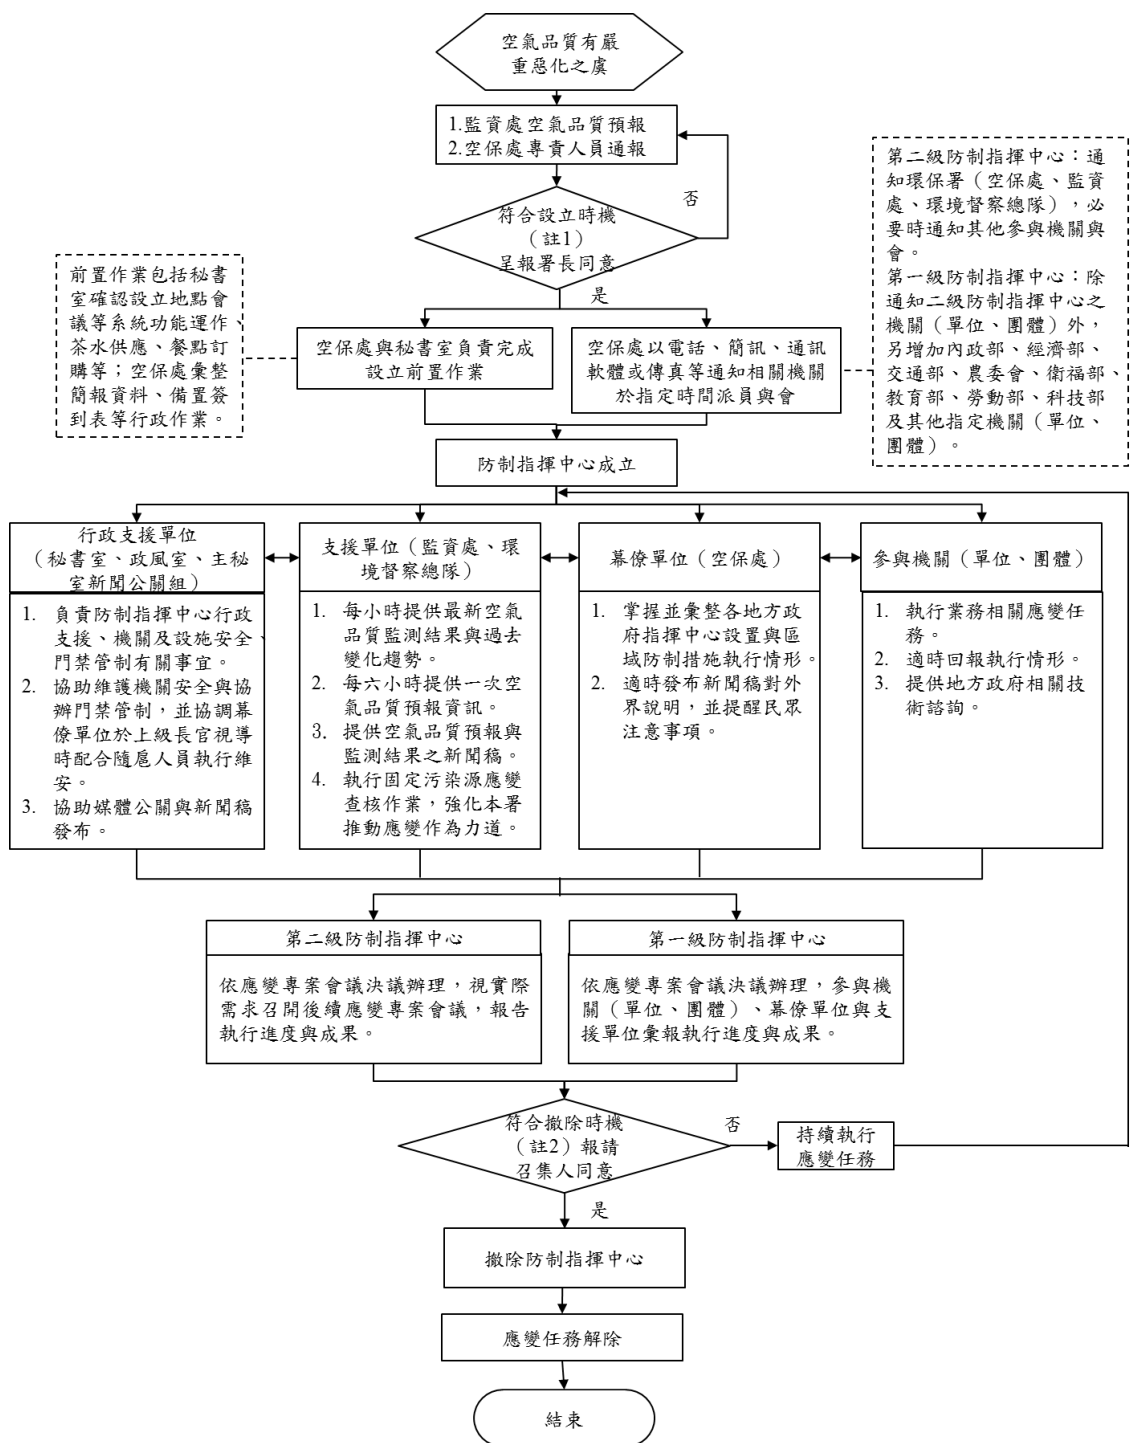 空氣品質有嚴
重惡化之虞
1.監資處空氣品質預報
2.空保處專責人員通報
否
符合設立時機
（註1）
呈報署長同意
是
第二級防制指揮中心：通
知環保署（空保處、監資
處、環境督察總隊），必
要時通知其他參與機關與
會。
第一級防制指揮中心：除
通知二級防制指揮中心之
機關（單位、團體）外，
另增加內政部、經濟部、
交通部、農委會、衛福部、
教育部、勞動部、科技部
及其他指定機關（單位、
團體）。
前置作業包括秘書
室確認設立地點會
議等系統功能運作、
茶水供應、餐點訂
購等；空保處彙整
簡報資料、備置簽
到表等行政作業。
空保處與秘書室負責完成
設立前置作業
空保處以電話、簡訊、通訊
軟體或傳真等通知相關機關
於指定時間派員與會
防制指揮中心成立
行政支援單位
（秘書室、政風室、主秘
室新聞公關組）
1. 負責防制指揮中心行政
支援、機關及設施安全、
門禁管制有關事宜。
2. 協助維護機關安全與協
辦門禁管制，並協調幕
僚單位於上級長官視導
時配合隨扈人員執行維
安。
3. 協助媒體公關與新聞稿
發布。
支援單位（監資處、環
境督察總隊）
1. 每小時提供最新空氣
品質監測結果與過去
變化趨勢。
2. 每六小時提供一次空
氣品質預報資訊。
3. 提供空氣品質預報與
監測結果之新聞稿。
4. 執行固定污染源應變
查核作業，強化本署
推動應變作為力道。
幕僚單位（空保處）
1. 掌握並彙整各地方政
府指揮中心設置與區
域防制措施執行情形。
2. 適時發布新聞稿對外
界說明，並提醒民眾
注意事項。
參與機關（單位、團體）
1. 執行業務相關應變任
務。
2. 適時回報執行情形。
3. 提供地方政府相關技
術諮詢。
第二級防制指揮中心
依應變專案會議決議辦理，視實際
需求召開後續應變專案會議，報告
執行進度與成果。
第一級防制指揮中心
依應變專案會議決議辦理，參與機
關（單位、團體）、幕僚單位與支
援單位彙報執行進度與成果。
符合撤除時機
（註2）報請
召集人同意
否
持續執行
應變任務
是
撤除防制指揮中心
應變任務解除
結束